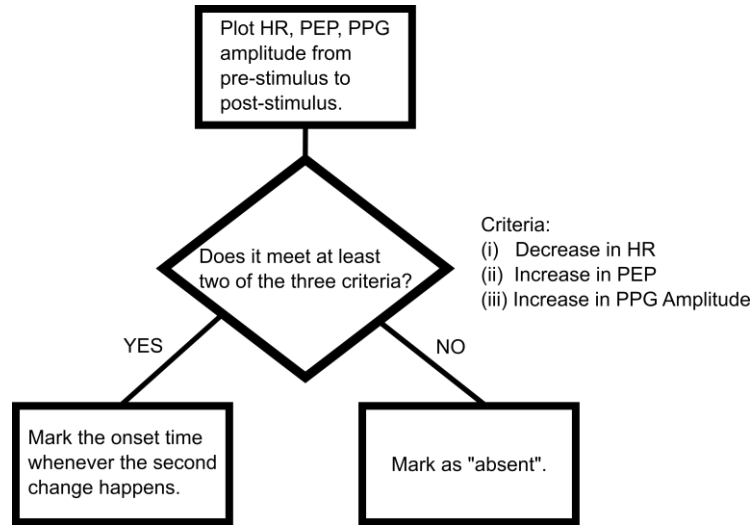 Plot HR, PEP, PPG
amplitude from
pre-stimulus to
post-stimulus.
Does it meet at least
two of the three criteria?
Criteria:
(i) Decrease in HR
(ii) Increase in PEP
(iii) Increase in PPG Amplitude
YES
NO
Mark the onset time
whenever the second
change happens.
Mark as "absent".